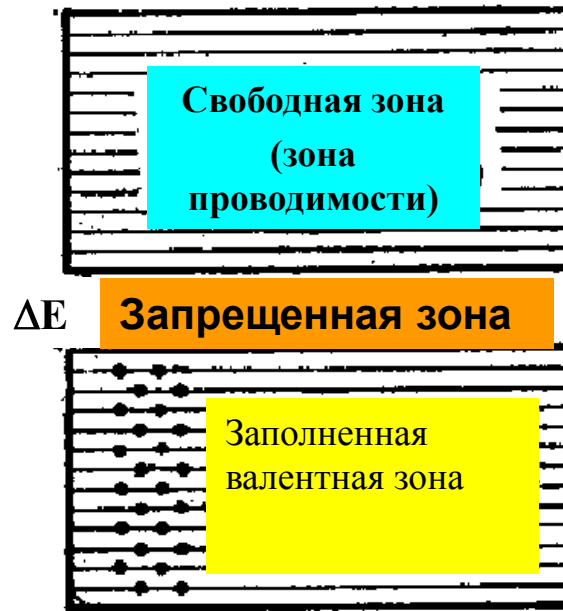 Свободная зона
(зона
проводимости)
ΔE Запрещенная зона
Заполненная
валентная зона